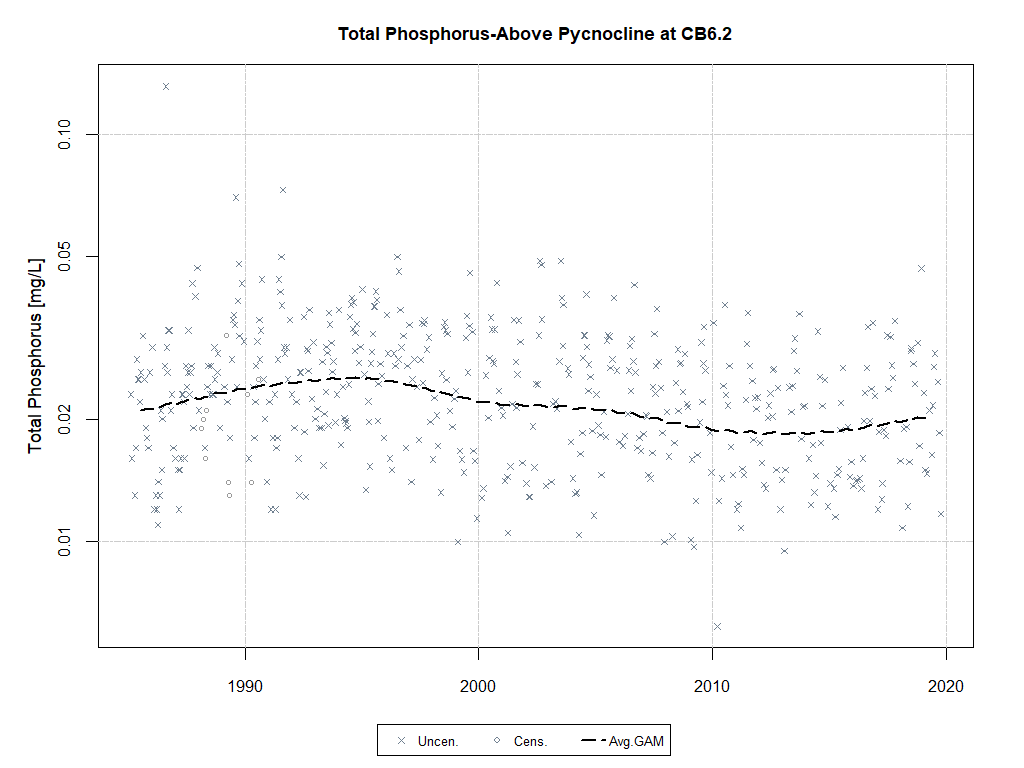 Total Phosphorus-Above Pycnocline at CB6.2
Total Phosphorus [mg/L]
0.10
0.05
0.02
0.01
1990 2000 2010 2020
Uncen. Cens. Avg.GAM